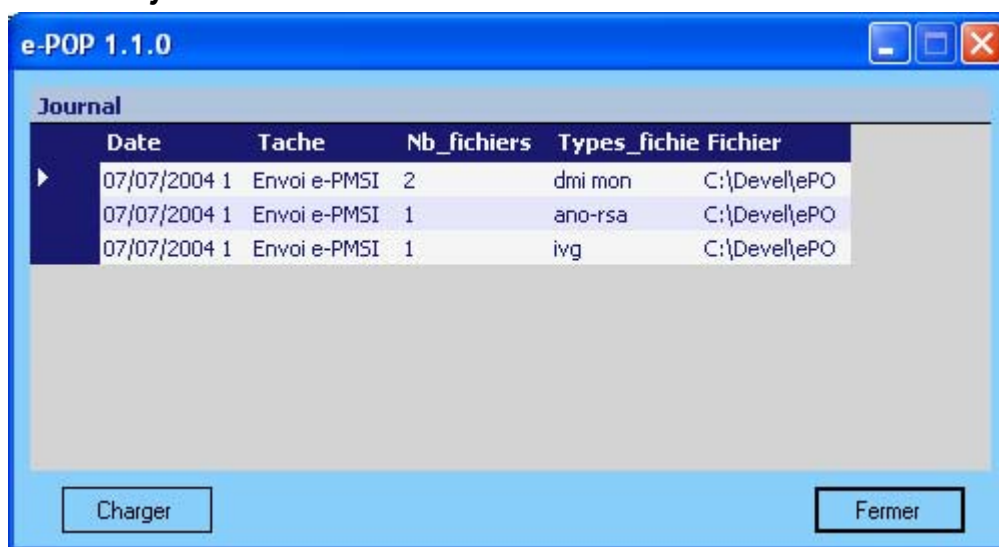 e-POP 1.1.0
Journal
Date Tache Nb_fichiers Types_fichie Fichier
07/07/2004 1 Envoi e-PMSI 2 dmi mon C:\Devel\ePO
07/07/2004 1 Envoi e-PMSI 1 ano-rsa C:\Devel\ePO
07/07/2004 1 Envoi e-PMSI 1 ivg C:\Devel\ePO
Charger Fermer